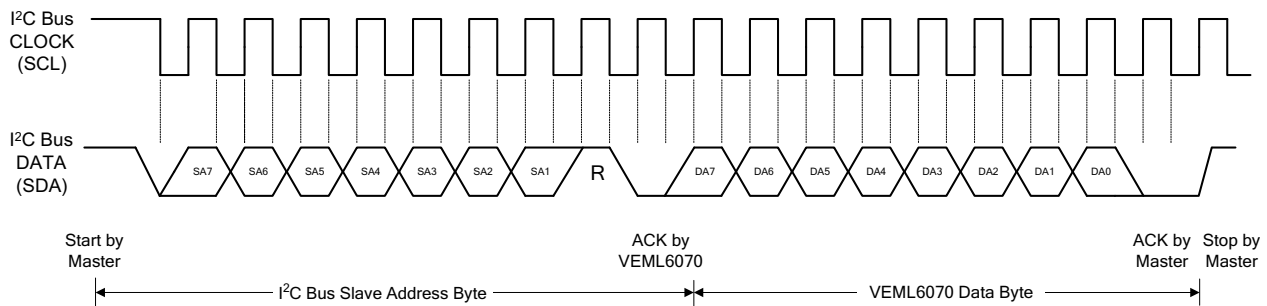 I²C Bus
CLOCK
(SCL)
I²C Bus
DATA
(SDA)
SA7 SA6 SA5 SA4 SA3 SA2 SA1 R DA7 DA6 DA5 DA4 DA3 DA2 DA1 DA0
Start by
Master
ACK by
VEML6070
ACK by
Master
Stop by
Master
I²C Bus Slave Address Byte
VEML6070 Data Byte